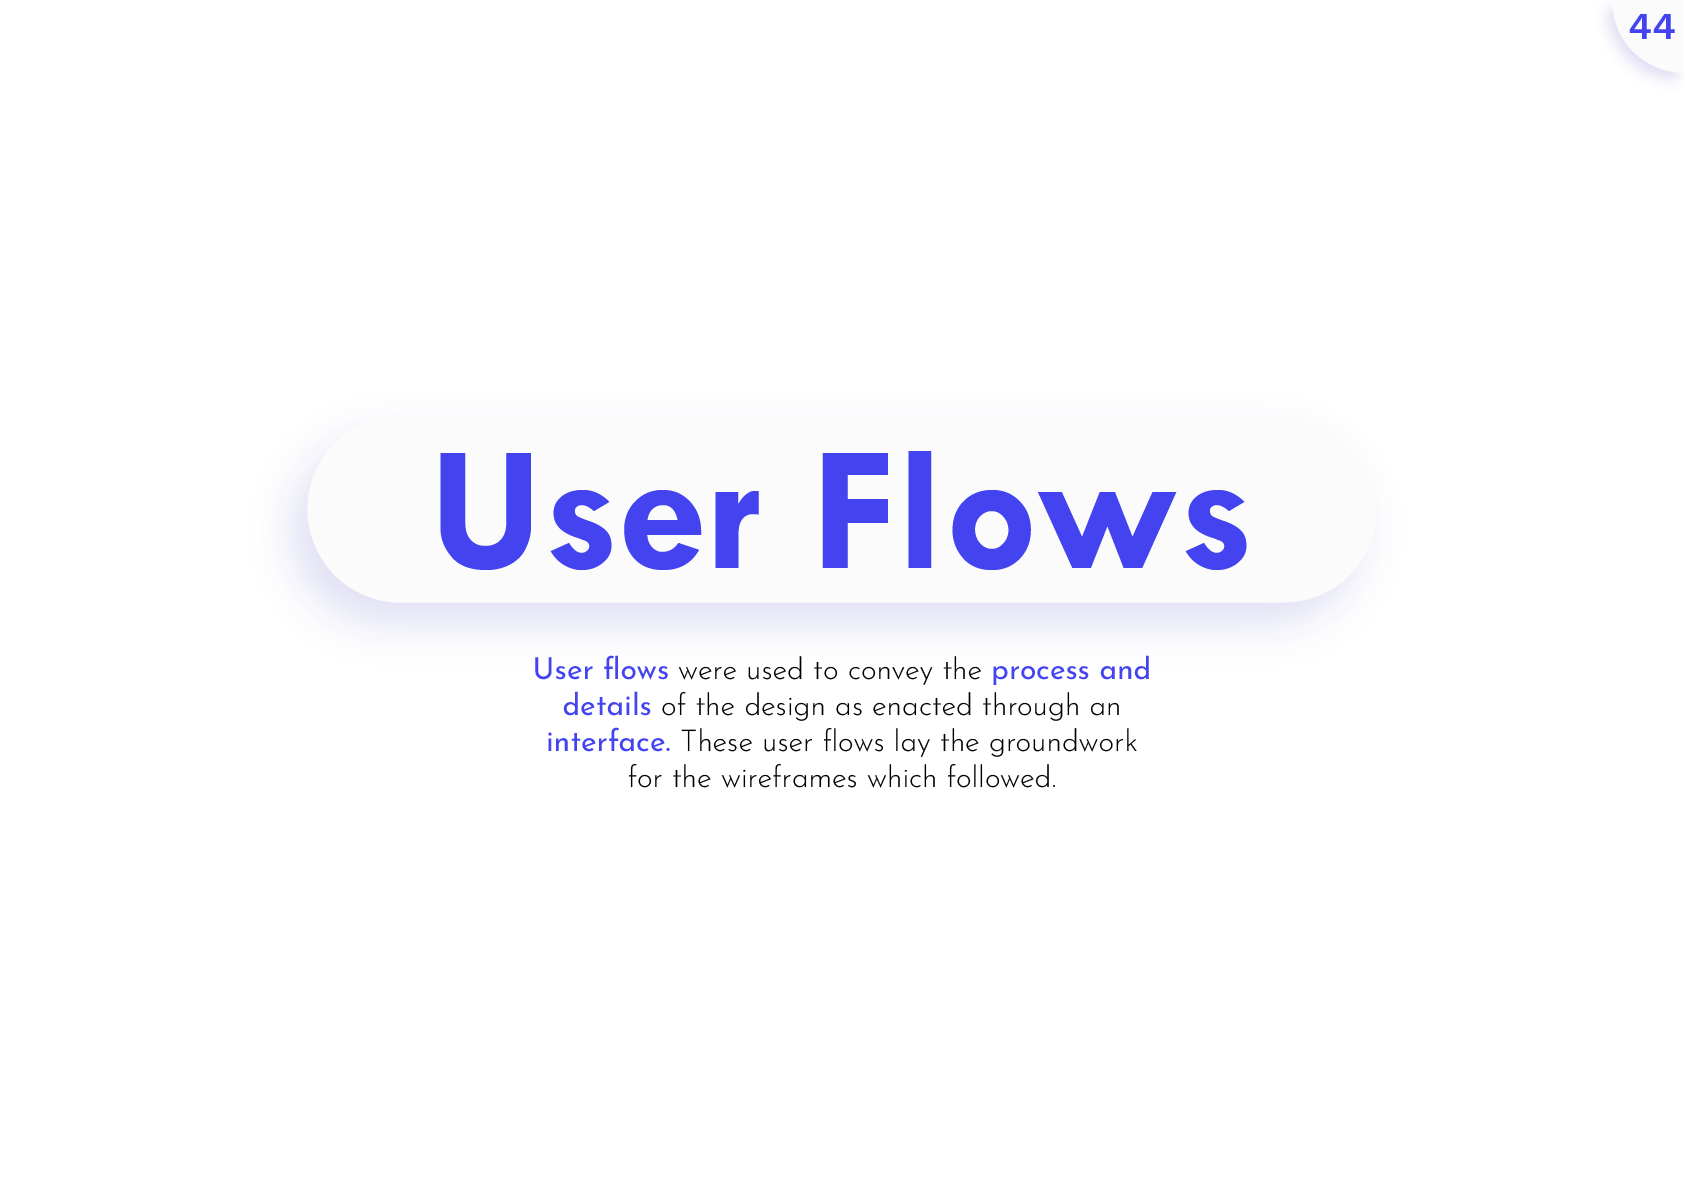 44
User Flows
User flows were used to convey the process and
details of the design as enacted through an
interface. These user flows lay the groundwork
for the wireframes which followed.